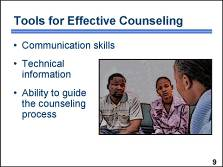 Tools for Effective Counseling
• Communication skills
• Technical
information
• Ability to guide
the counseling
process
9